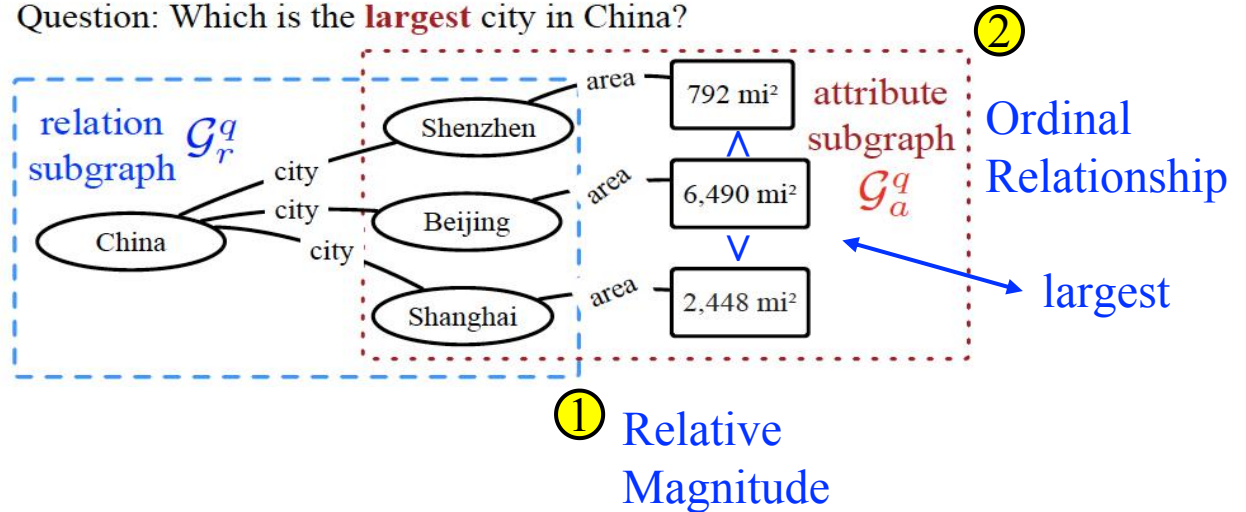 Question: Which is the largest city in China?
2
relation
subgraph 𝒢_r^q
attribute
subgraph
𝒢_a^q
Ordinal
Relationship
area
792 mi²
Shenzhen
<
city
area
6,490 mi²
city
Beijing
China
city
>
largest
area
2,448 mi²
Shanghai
1
Relative
Magnitude